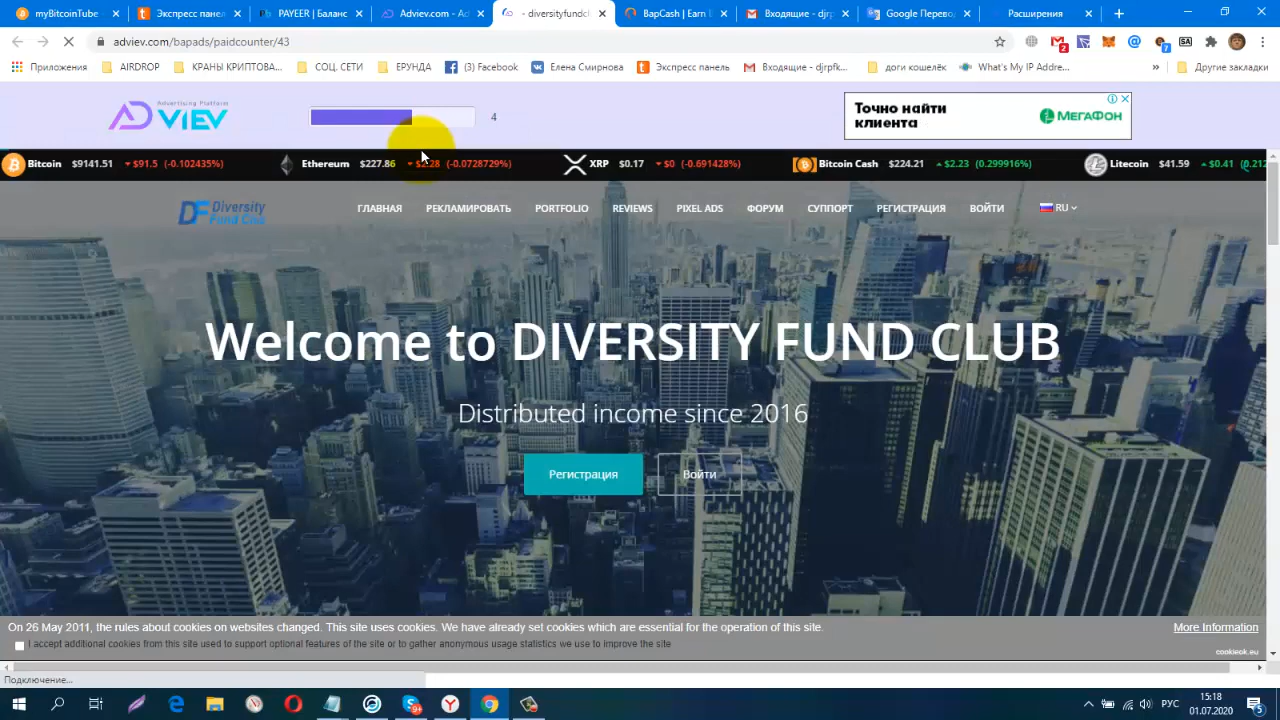 myBitcoinTube
Экспресс панел
PAYEER | Баланс
Adviev.com - Ad
- diversityfundcl
BapCash | Earn
Входящие - djrp
Google Перево
Расширения
adviev.com/bapads/paidcounter/43
Приложения
AIRDROP
КРАНЫ КРИПТОВА...
СОЦ. СЕТИ
ЕРУНДА
(3) Facebook
Елена Смирнова
Экспресс панель
Входящие - djrpfk...
доги кошелёк
What's My IP Addre...
»
Другие закладки
Advertising Platform
ADVIEV
4
Точно найти
клиента
МЕГАФОН
Bitcoin $9141.51 $91.5 (-0.102435%)
Ethereum $227.86 $2.28 (-0.0728729%)
XRP $0.17 $0 (-0.691428%)
Bitcoin Cash $224.21 $2.23 (0.299916%)
Litecoin $41.59 $0.41
DF Diversity
Fund Club
ГЛАВНАЯ
РЕКЛАМИРОВАТЬ
PORTFOLIO
REVIEWS
PIXEL ADS
ФОРУМ
СУППОРТ
РЕГИСТРАЦИЯ
ВОЙТИ
RU
Welcome to DIVERSITY FUND CLUB
Distributed income since 2016
Регистрация
Войти
On 26 May 2011, the rules about cookies on websites changed. This site uses cookies. We have already set cookies which are essential for the operation of this site.
More Information
I accept additional cookies from this site used to support optional features of the site or to gather anonymous usage statistics we use to improve the site
cookieok.eu
Подключение...
РУС
15:18
01.07.2020